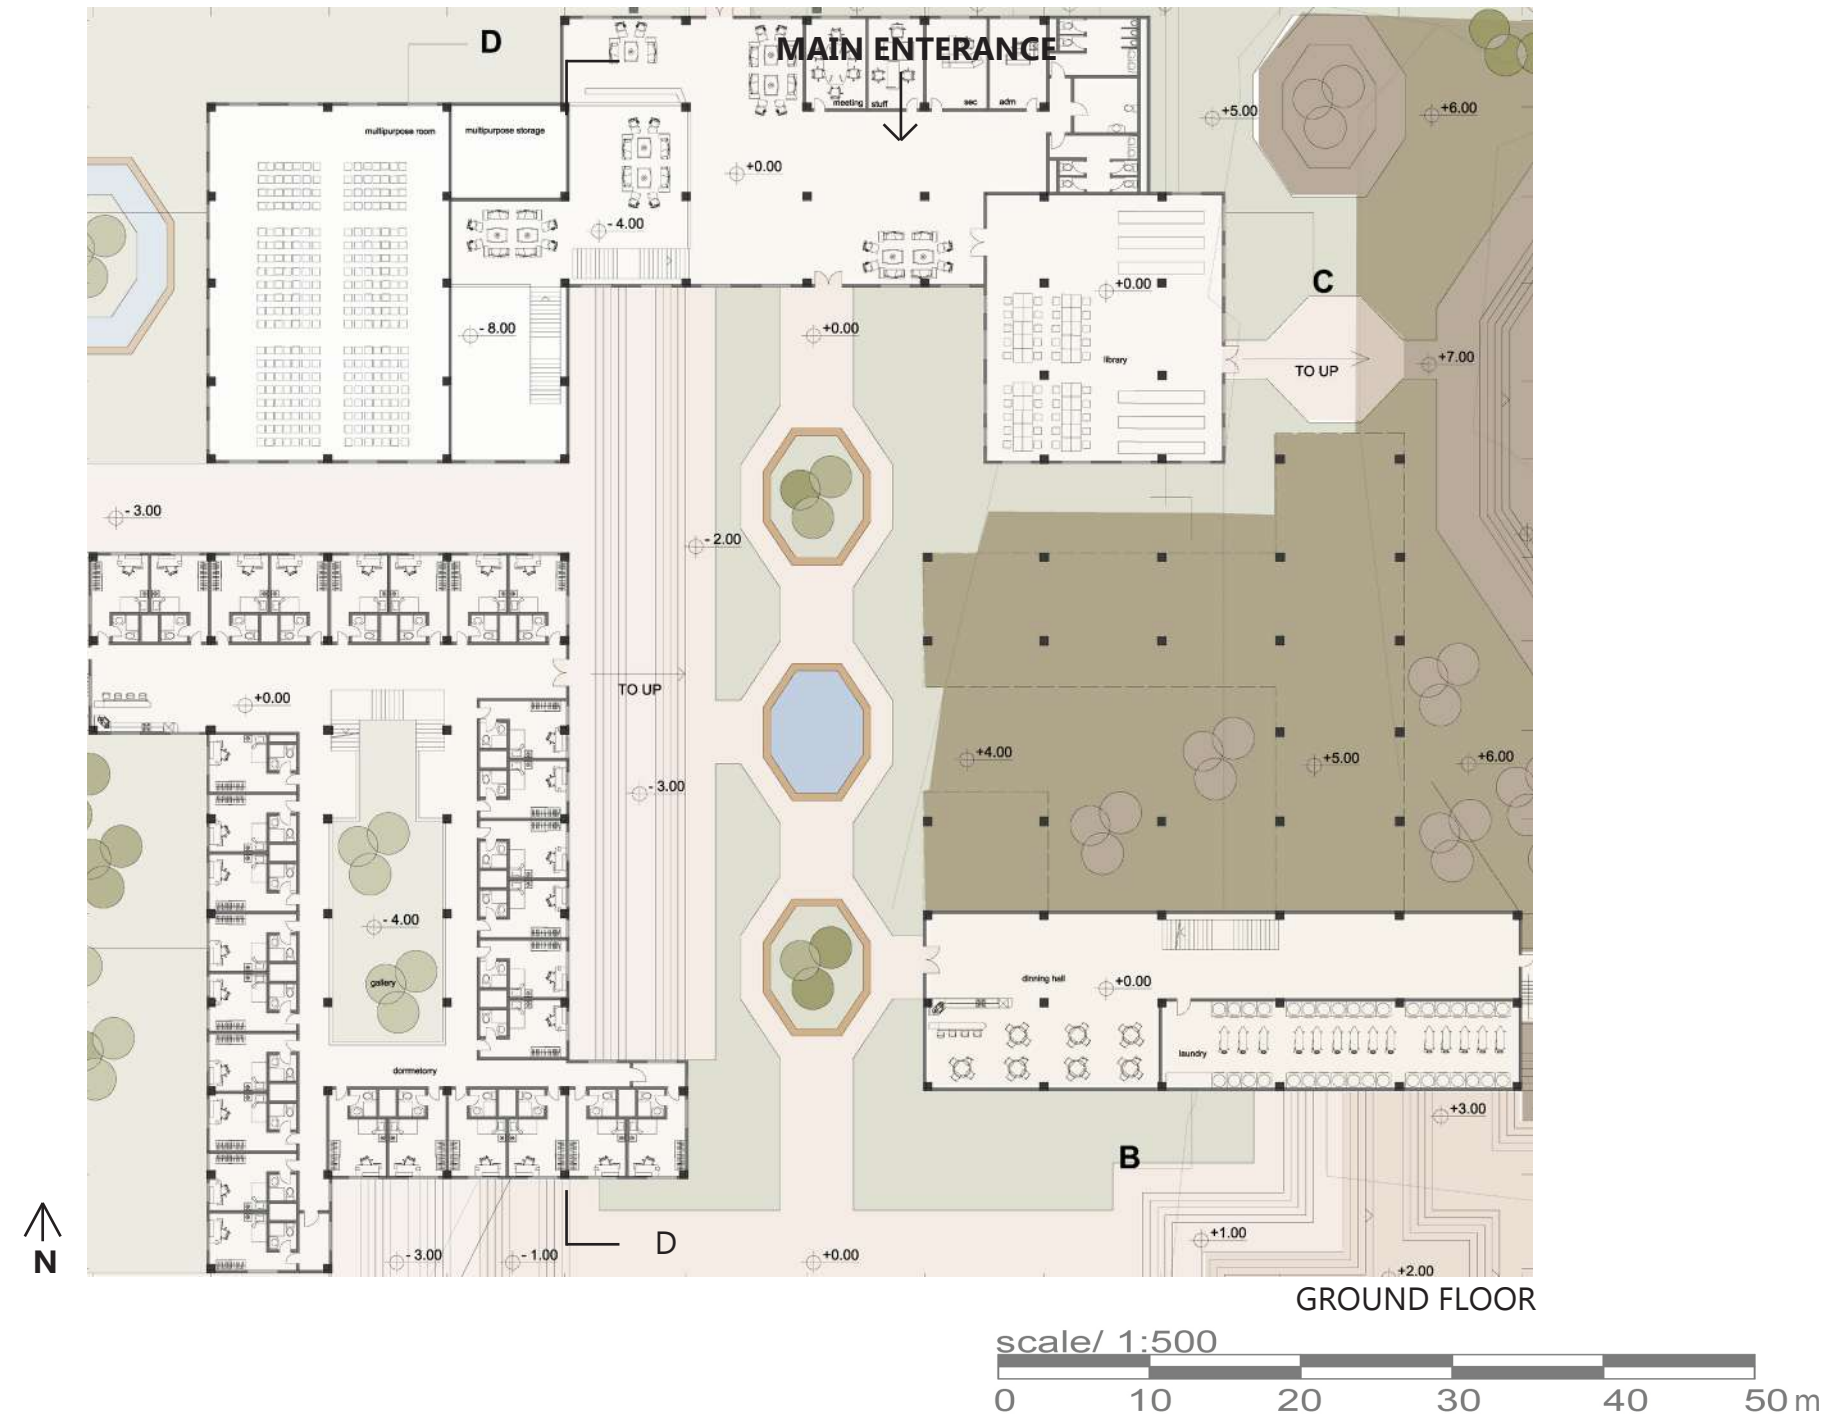 D
MAIN ENTERANCE
meeting
stuff
sec
adm
+5.00
+6.00
multipurpose room
multipurpose storage
+0.00
- 4.00
C
+0.00
- 8.00
+0.00
library
TO UP
+7.00
- 3.00
- 2.00
+0.00
TO UP
+4.00
+5.00
+6.00
- 3.00
- 4.00
gallery
dinning hall
+0.00
laundry
dormmetorry
+3.00
B
N
- 3.00
- 1.00
D
+0.00
+1.00
+2.00
GROUND FLOOR
scale/ 1:500
0 10 20 30 40 50 m